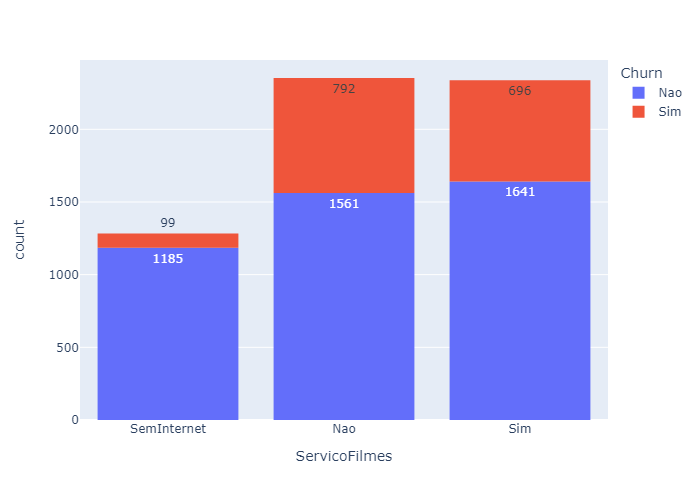 Churn
Nao
Sim
count
2000
1500
1000
500
0
99
1185
792
1561
696
1641
SemInternet
Nao
Sim
ServicoFilmes